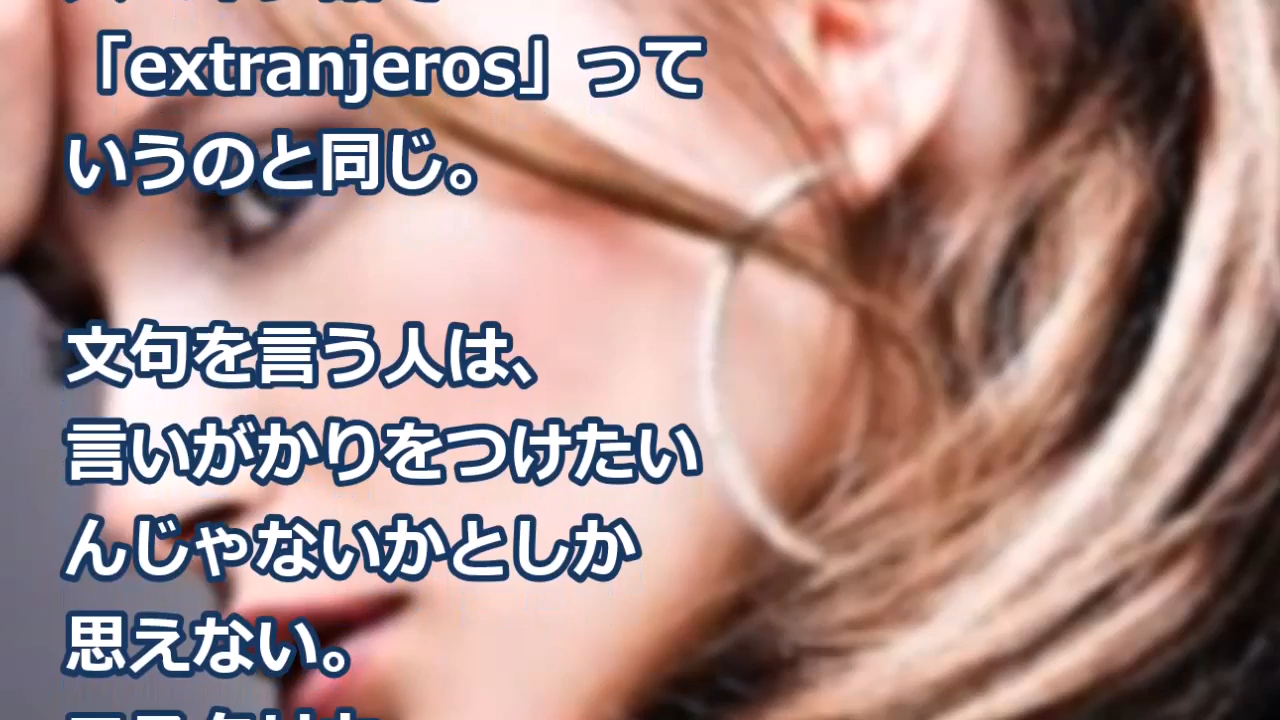 「extranjeros」って
いうのと同じ。
文句を言う人は、
言いがかりをつけたい
んじゃないかとしか
思えない。